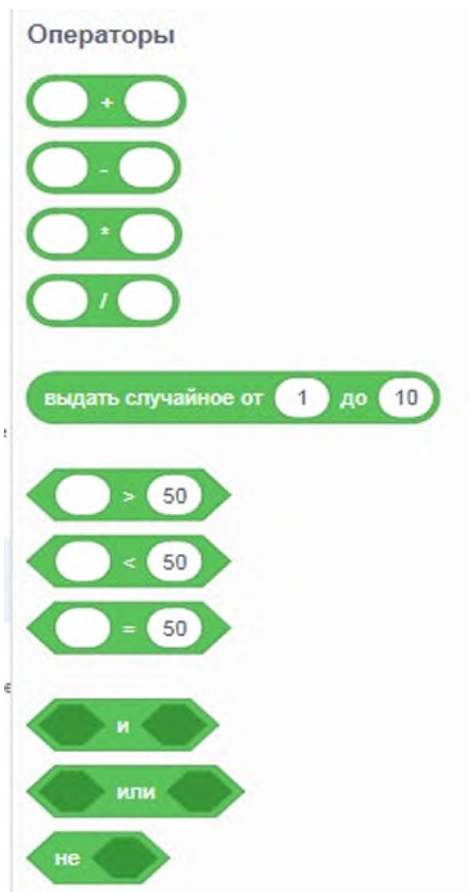 Операторы
+
-
*
/
выдать случайное от 1 до 10
> 50
< 50
= 50
и
или
не